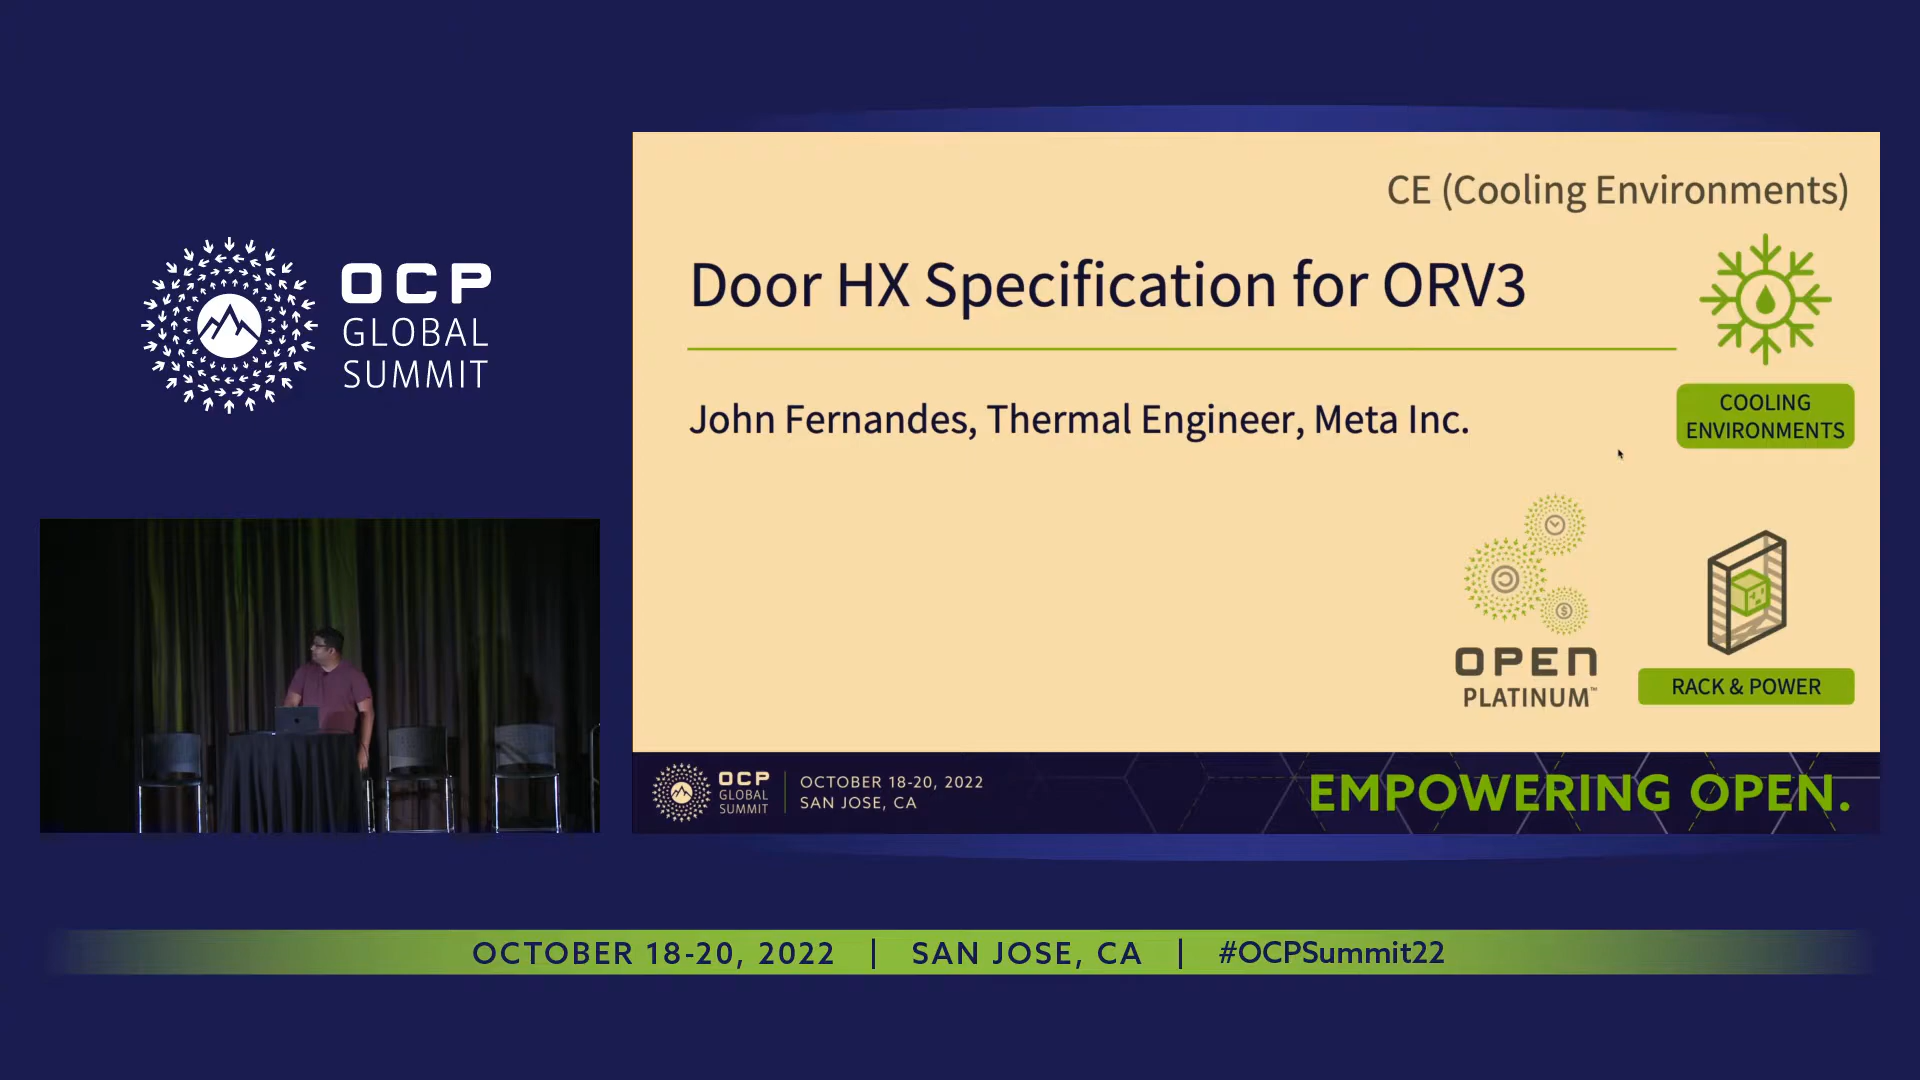 OCP
GLOBAL
SUMMIT
CE (Cooling Environments)
Door HX Specification for ORV3
John Fernandes, Thermal Engineer, Meta Inc.
COOLING
ENVIRONMENTS
OPEN
PLATINUM™
RACK & POWER
OCP
GLOBAL
SUMMIT
OCTOBER 18-20, 2022
SAN JOSE, CA
EMPOWERING OPEN.
OCTOBER 18-20, 2022 | SAN JOSE, CA | #OCPSummit22